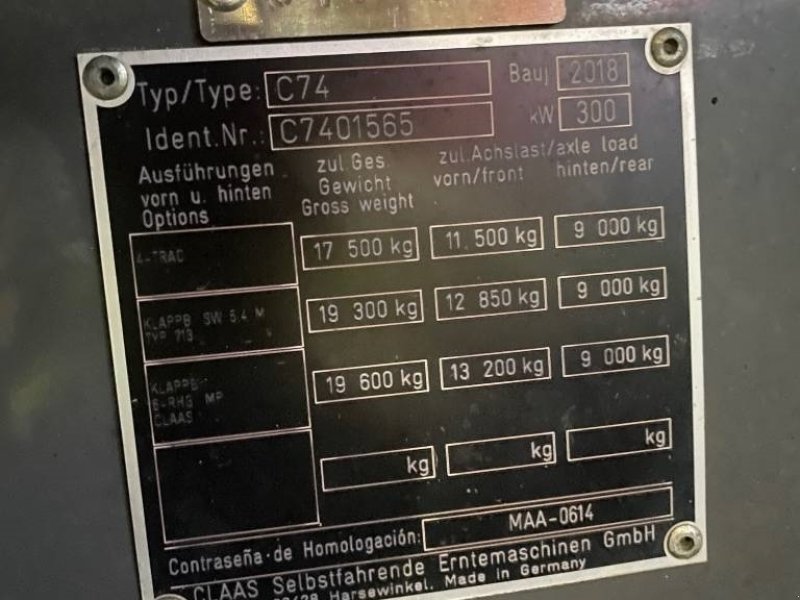 Typ/Type: C74 Bauj 2018
Ident.Nr.: C7401565 kW 300
Ausführungen
vorn u. hinten
Options
zul.Ges.
Gewicht
Gross weight
zul.Achslast/axle load
vorn/front hinten/rear
4-TRAC 17 500 kg 11 500 kg 9 000 kg
KLAPPB SW 5.4 M
TYP 713
19 300 kg 12 850 kg 9 000 kg
KLAPPB
6-RHG MP
CLAAS
19 600 kg 13 200 kg 9 000 kg
kg kg kg
Contraseña de Homologación: MAA-0614
CLAAS Selbstfahrende Erntemaschinen GmbH
Harsewinkel. Made in Germany